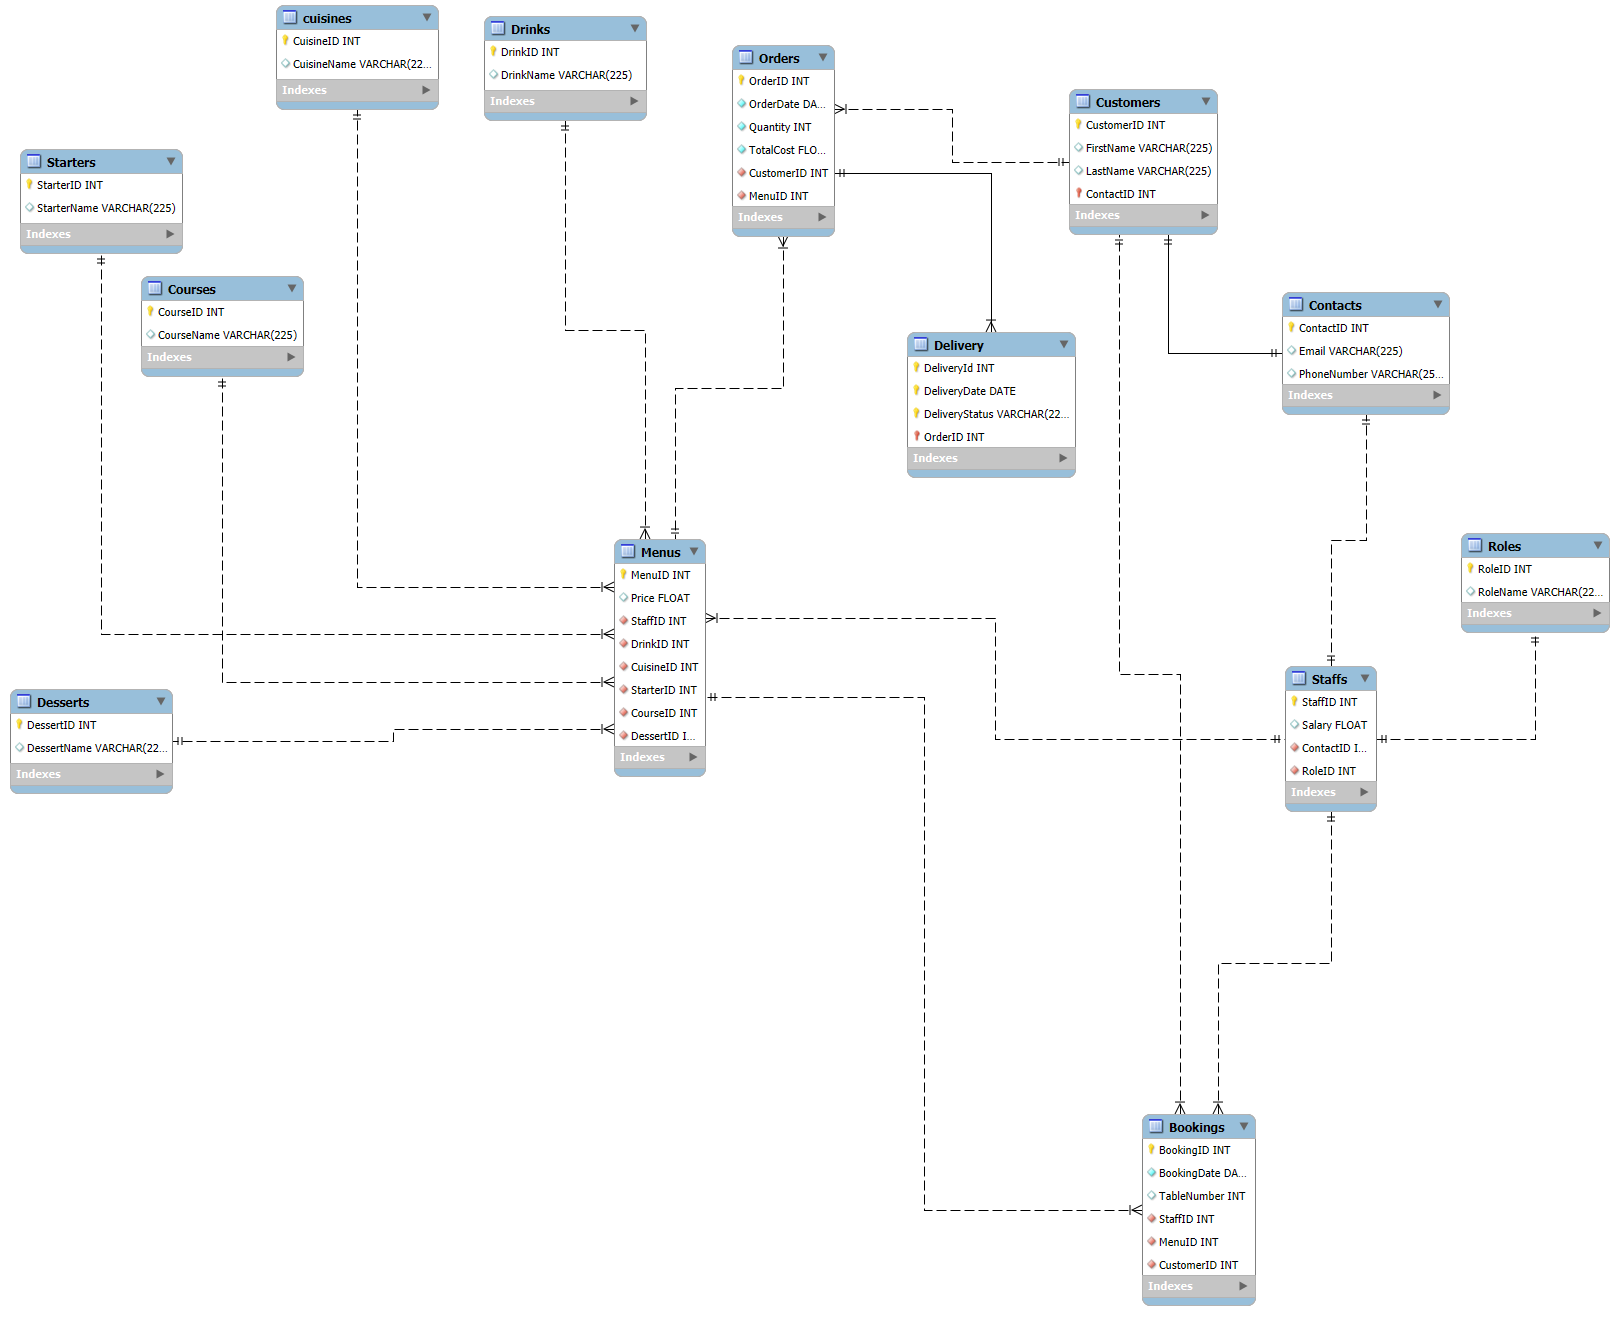 cuisines
CuisineID INT
CuisineName VARCHAR(22...
Indexes
Drinks
DrinkID INT
DrinkName VARCHAR(225)
Indexes
Orders
OrderID INT
OrderDate DA...
Quantity INT
TotalCost FLO...
CustomerID INT
MenuID INT
Indexes
Customers
CustomerID INT
FirstName VARCHAR(225)
LastName VARCHAR(225)
ContactID INT
Indexes
Starters
StarterID INT
StarterName VARCHAR(225)
Indexes
Courses
CourseID INT
CourseName VARCHAR(225)
Indexes
Contacts
ContactID INT
Email VARCHAR(225)
PhoneNumber VARCHAR(25...
Indexes
Delivery
DeliveryId INT
DeliveryDate DATE
DeliveryStatus VARCHAR(22...
OrderID INT
Indexes
Menus
MenuID INT
Price FLOAT
StaffID INT
DrinkID INT
CuisineID INT
StarterID INT
CourseID INT
DessertID I...
Indexes
Roles
RoleID INT
RoleName VARCHAR(22...
Indexes
Staffs
StaffID INT
Salary FLOAT
ContactID I...
RoleID INT
Indexes
Desserts
DessertID INT
DessertName VARCHAR(22...
Indexes
Bookings
BookingID INT
BookingDate DA...
TableNumber INT
StaffID INT
MenuID INT
CustomerID INT
Indexes